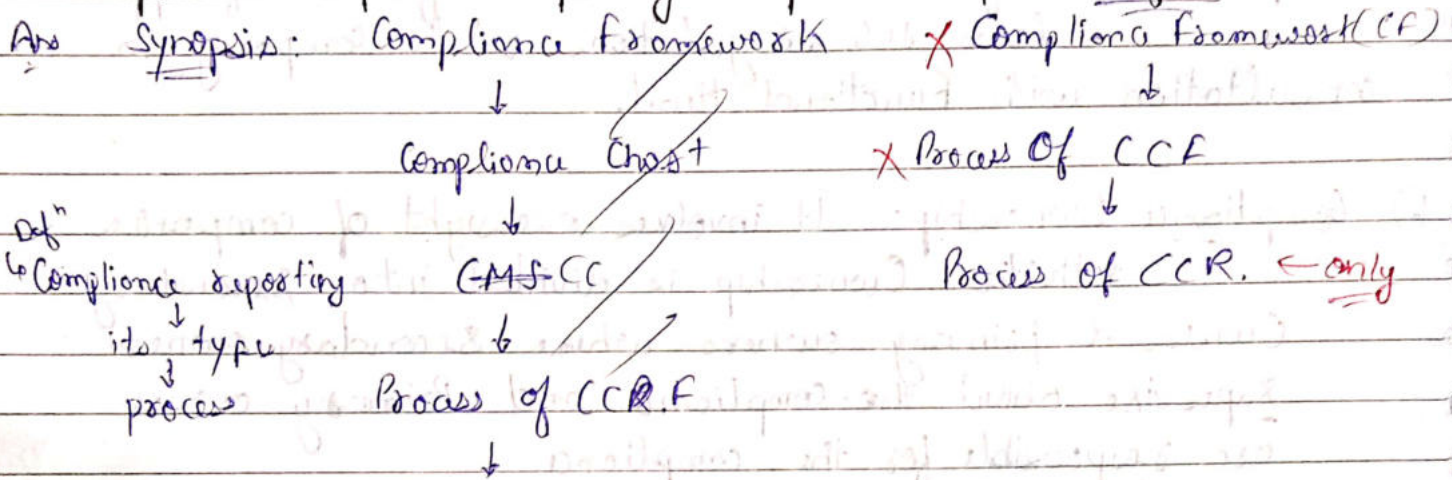 Ans Synopsis: Compliance framework X Compliance framework (CF)
↓ ↓
Compliance Chart X Process Of CCF
Defⁿ ↓ ↓
↳ Compliance reporting CMS CC Process of CCR. ← only
↓
its type ↓
↓
process Process of CCR.F
↓